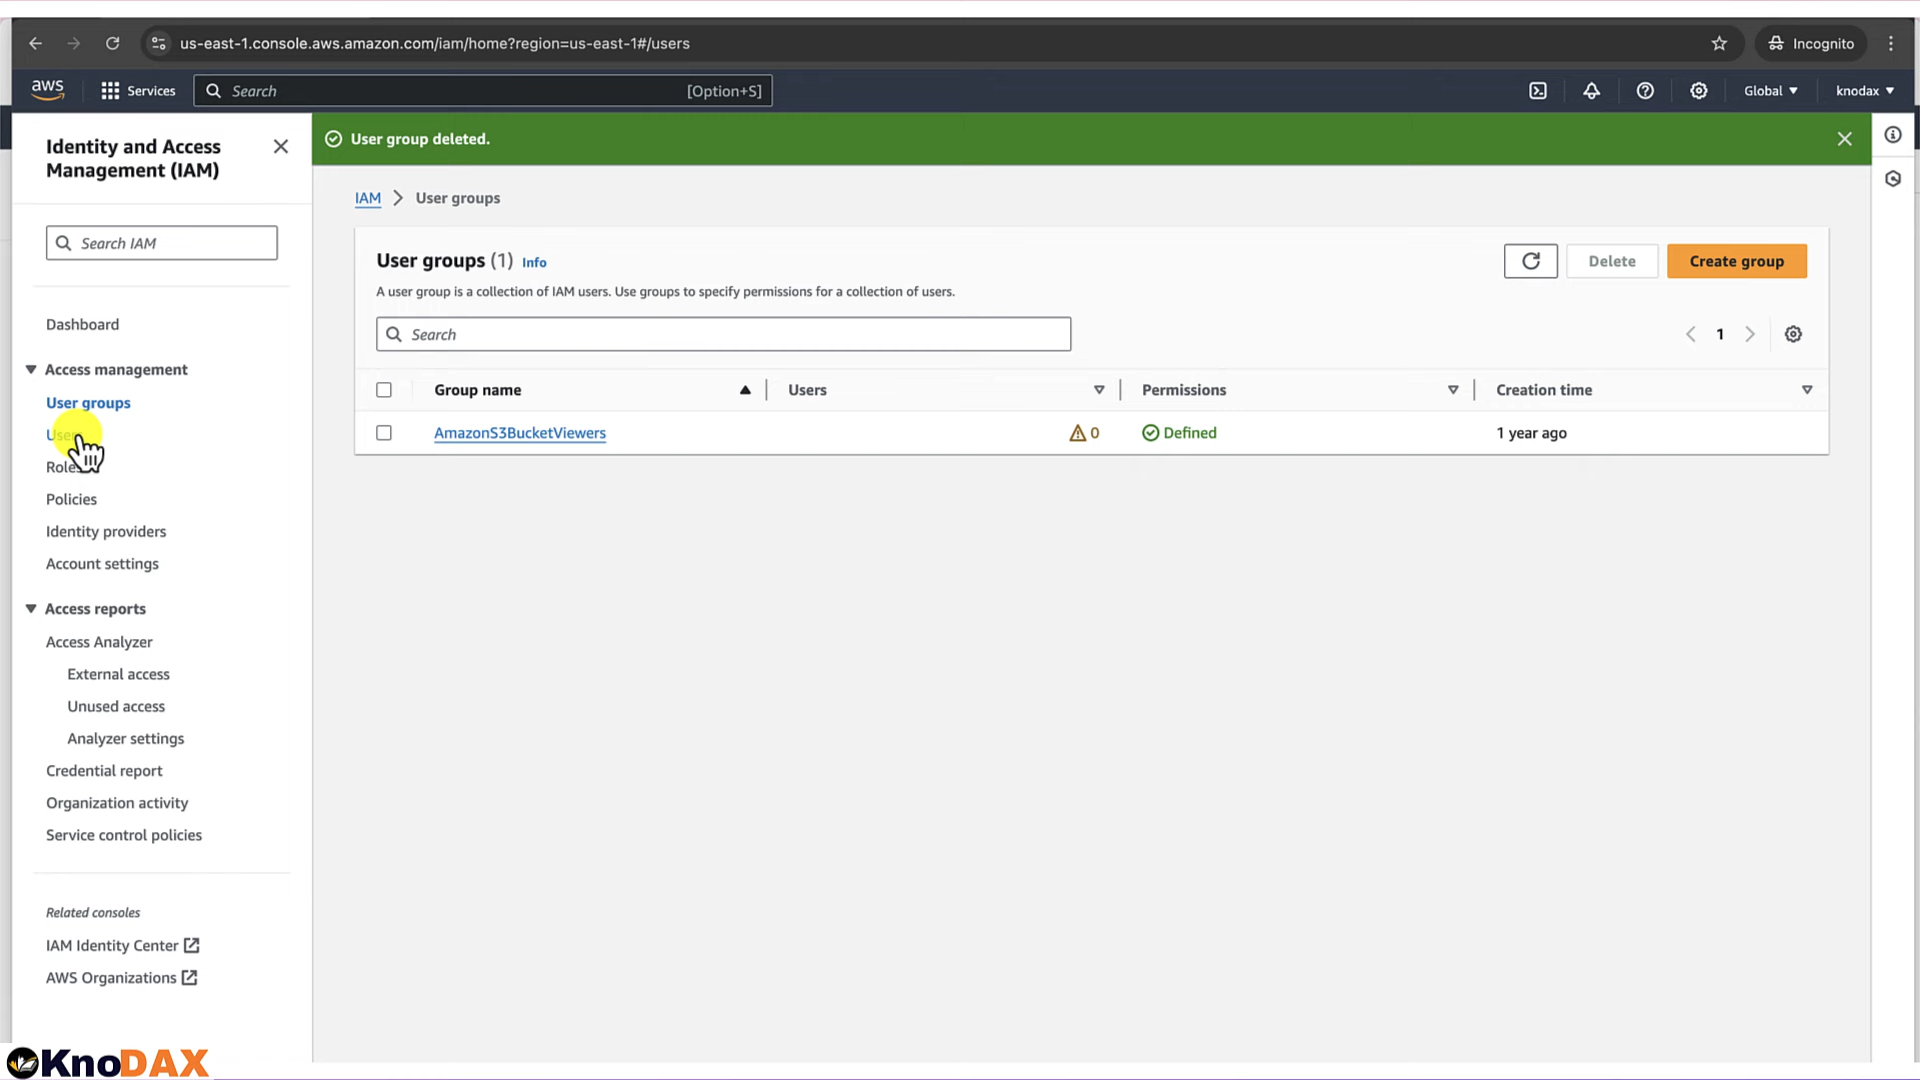 us-east-1.console.aws.amazon.com/iam/home?region=us-east-1#/users
Incognito
aws
Services
Search
[Option+S]
Global
knodax
Identity and Access
Management (IAM)
User group deleted.
IAM
User groups
Search IAM
User groups (1) Info
Delete
Create group
A user group is a collection of IAM users. Use groups to specify permissions for a collection of users.
Search
1
Dashboard
Access management
User groups
Users
Roles
Policies
Identity providers
Account settings
Group name
Users
Permissions
Creation time
AmazonS3BucketViewers
0
Defined
1 year ago
Access reports
Access Analyzer
External access
Unused access
Analyzer settings
Credential report
Organization activity
Service control policies
Related consoles
IAM Identity Center
AWS Organizations
KnoDAX